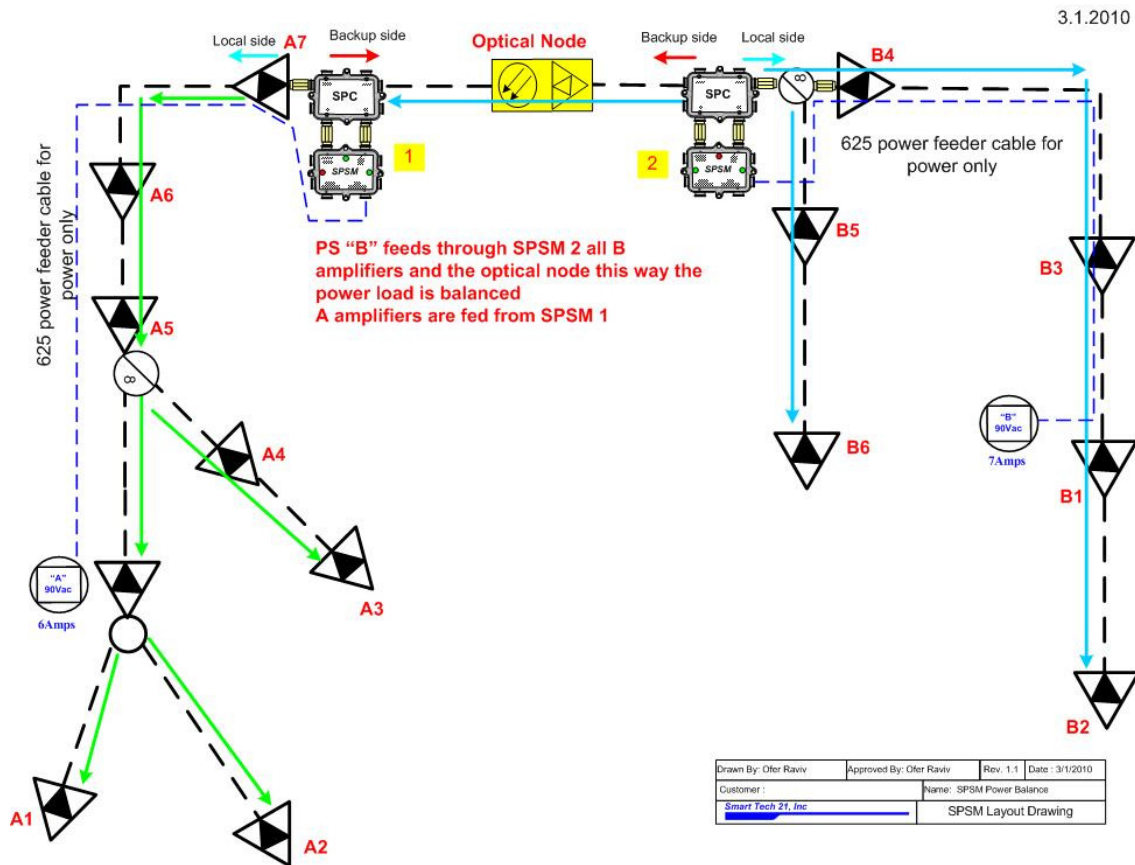 3.1.2010
Local side
A7
Backup side
Optical Node
Backup side
Local side
B4
SPC
SPC
8
SPSM
1
2
SPSM
625 power feeder cable for
power only
A6
625 power feeder cable for
power only
B5
B3
PS “B” feeds through SPSM 2 all B
amplifiers and the optical node this way the
power load is balanced
A amplifiers are fed from SPSM 1
A5
8
A4
"B"
90Vac
7Amps
B6
B1
"A"
90Vac
6Amps
A3
B2
A1
A2
Drawn By: Ofer Raviv
Approved By: Ofer Raviv
Rev. 1.1
Date : 3/1/2010
Customer :
Name: SPSM Power Balance
Smart Tech 21, Inc
SPSM Layout Drawing